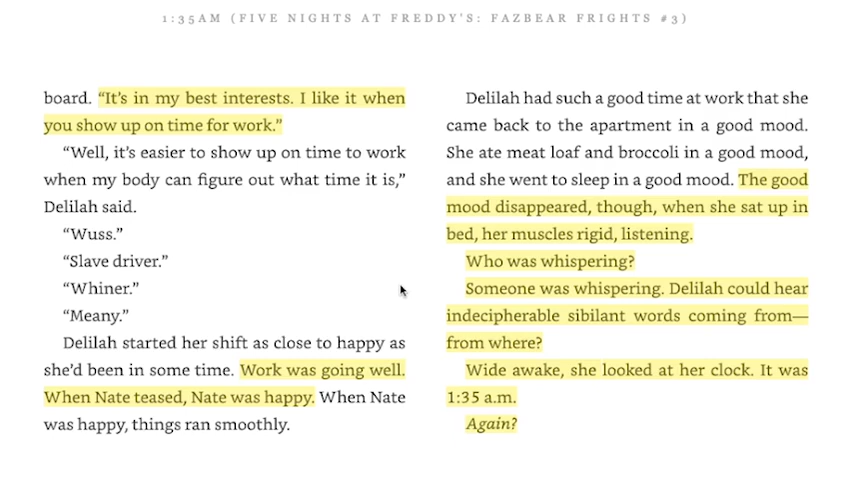 1:35AM (FIVE NIGHTS AT FREDDY'S: FAZBEAR FRIGHTS #3)
board. “It's in my best interests. I like it when
you show up on time for work.”
“Well, it's easier to show up on time to work
when my body can figure out what time it is,”
Delilah said.
“Wuss.”
“Slave driver.”
“Whiner.”
“Meany.”
Delilah started her shift as close to happy as
she'd been in some time. Work was going well.
When Nate teased, Nate was happy. When Nate
was happy, things ran smoothly.
Delilah had such a good time at work that she
came back to the apartment in a good mood.
She ate meat loaf and broccoli in a good mood,
and she went to sleep in a good mood. The good
mood disappeared, though, when she sat up in
bed, her muscles rigid, listening.
Who was whispering?
Someone was whispering. Delilah could hear
indecipherable sibilant words coming from—
from where?
Wide awake, she looked at her clock. It was
1:35 a.m.
Again?